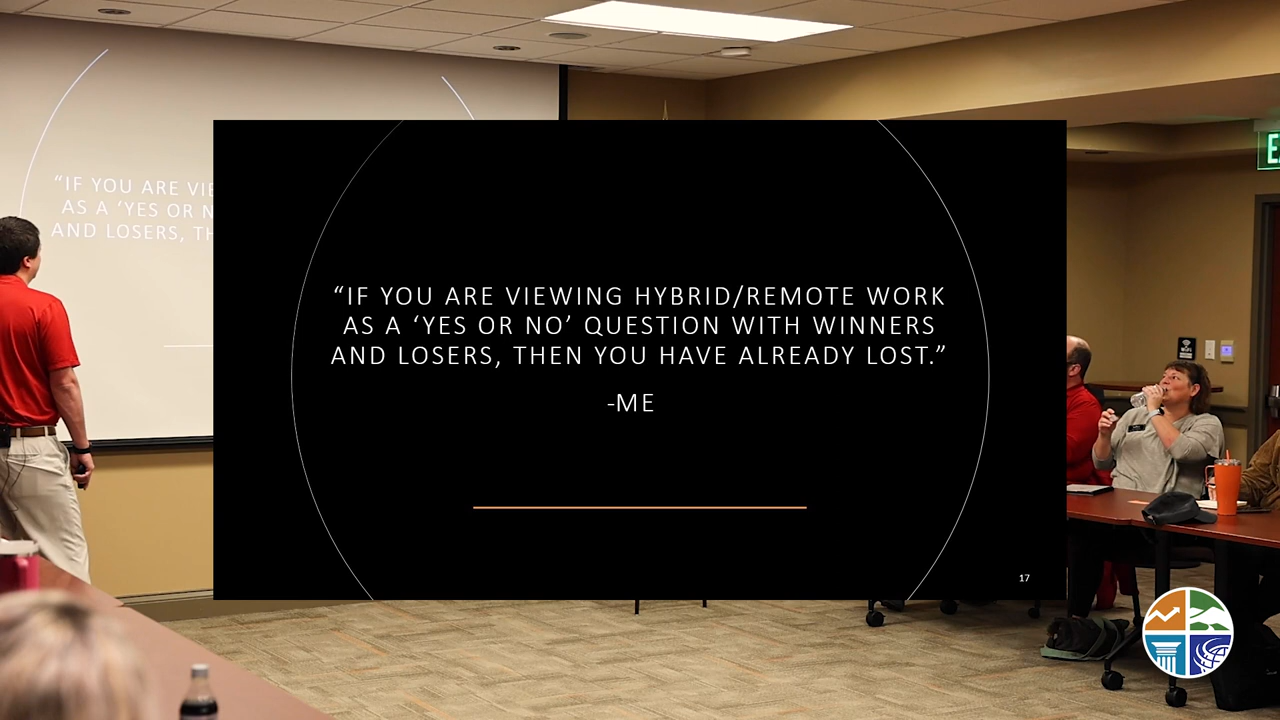 “IF YOU ARE VIE
AS A ‘YES OR N
AND LOSERS, TH
“IF YOU ARE VIEWING HYBRID/REMOTE WORK
AS A ‘YES OR NO’ QUESTION WITH WINNERS
AND LOSERS, THEN YOU HAVE ALREADY LOST.”
-ME
17
E